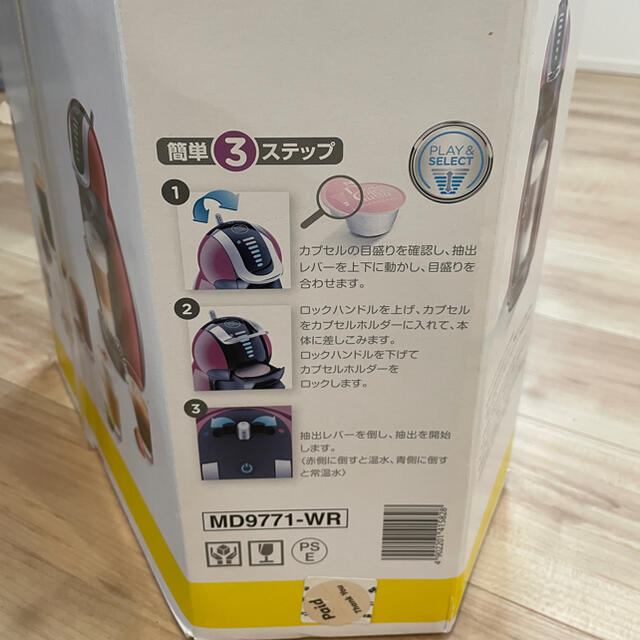 簡単3ステップ
PLAY &
SELECT
1
カプセルの目盛りを確認し、抽出
レバーを上下に動かし、目盛りを
合わせます。
2
ロックハンドルを上げ、カプセル
をカプセルホルダーに入れて、本
体に差しこみます。
ロックハンドルを下げて
カプセルホルダーを
ロックします。
3
抽出レバーを倒し、抽出を開始
します。
〈赤側に倒すと温水、青側に倒す
と常温水〉
MD9771-WR
PS
E
4 902201 415828
Paid
Thank You